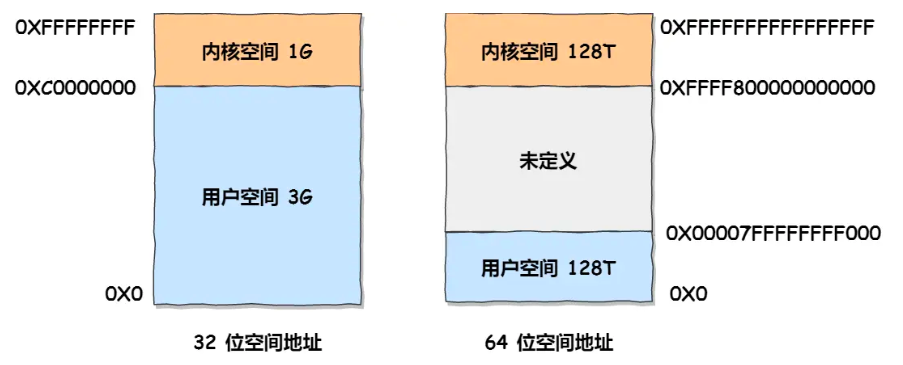 0XFFFFFFFF
内核空间 1G
0XC0000000
用户空间 3G
0X0
32 位空间地址
内核空间 128T
0XFFFFFFFFFFFFFFFF
0XFFFF800000000000
未定义
0X00007FFFFFFFF000
用户空间 128T
0X0
64 位空间地址